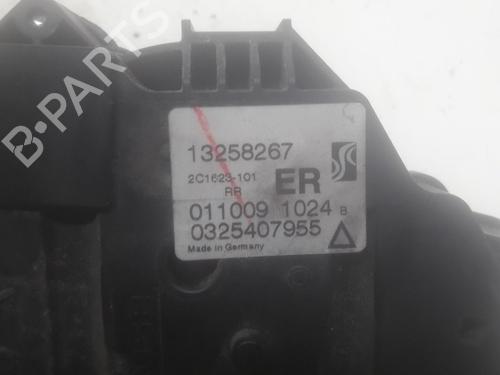 B-PARTS
13258267
2C1623-101
RR
ER
011009 1024 B
0325407955
Made in Germany